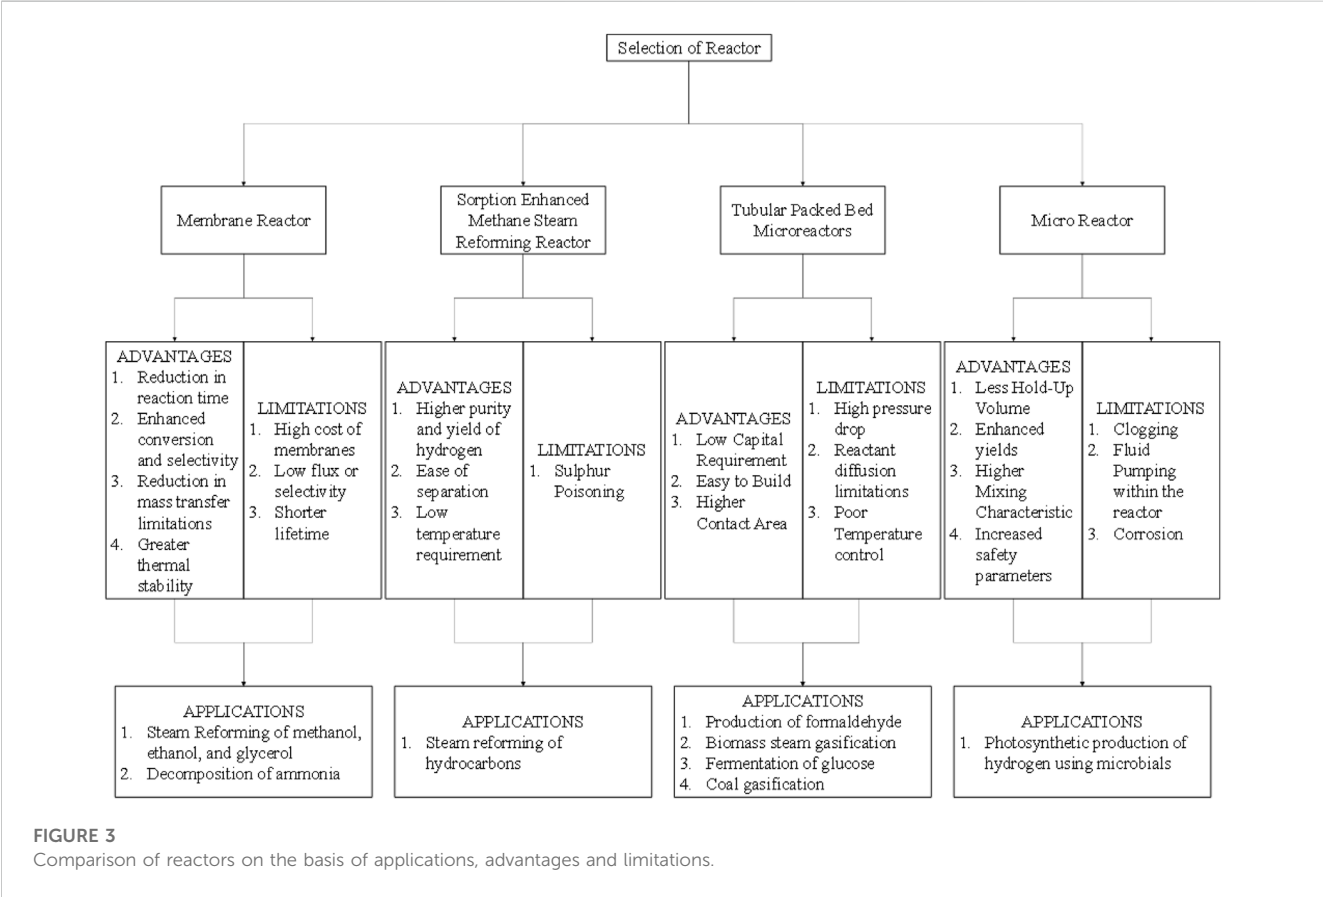 Selection of Reactor
Membrane Reactor
Sorption Enhanced
Methane Steam
Reforming Reactor
Tubular Packed Bed
Microreactors
Micro Reactor
ADVANTAGES
1. Reduction in
reaction time
2. Enhanced
conversion
and selectivity
3. Reduction in
mass transfer
limitations
4. Greater
thermal
stability
LIMITATIONS
1. High cost of
membranes
2. Low flux or
selectivity
3. Shorter
lifetime
ADVANTAGES
1. Higher purity
and yield of
hydrogen
2. Ease of
separation
3. Low
temperature
requirement
LIMITATIONS
1. Sulphur
Poisoning
ADVANTAGES
1. Low Capital
Requirement
2. Easy to Build
3. Higher
Contact Area
LIMITATIONS
1. High pressure
drop
2. Reactant
diffusion
limitations
3. Poor
Temperature
control
ADVANTAGES
1. Less Hold-Up
Volume
2. Enhanced
yields
3. Higher
Mixing
Characteristic
4. Increased
safety
parameters
LIMITATIONS
1. Clogging
2. Fluid
Pumping
within the
reactor
3. Corrosion
APPLICATIONS
1. Steam Reforming of methanol,
ethanol, and glycerol
2. Decomposition of ammonia
APPLICATIONS
1. Steam reforming of
hydrocarbons
APPLICATIONS
1. Production of formaldehyde
2. Biomass steam gasification
3. Fermentation of glucose
4. Coal gasification
APPLICATIONS
1. Photosynthetic production of
hydrogen using microbials
FIGURE 3
Comparison of reactors on the basis of applications, advantages and limitations.